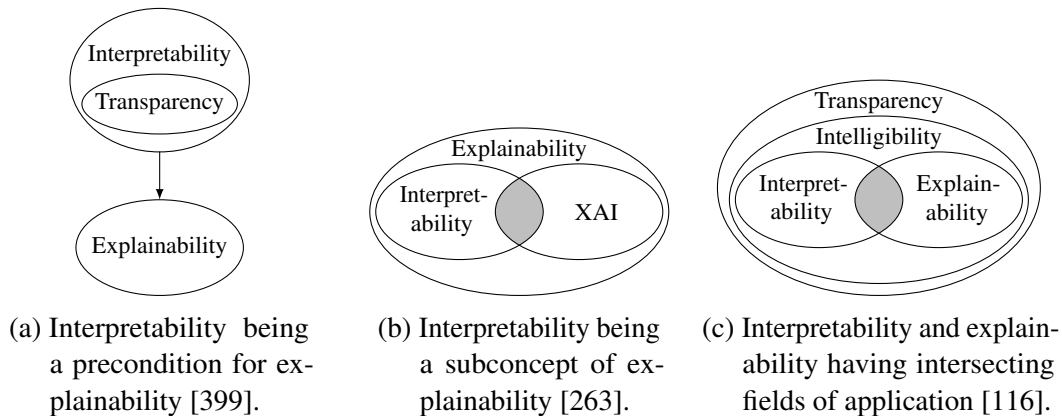 Interpretability
Transparency
Explainability
(a) Interpretability being
a precondition for ex-
plainability [399].
Explainability
Interpret-
ability
XAI
(b) Interpretability being
a subconcept of ex-
plainability [263].
Transparency
Intelligibility
Interpret-
ability
Explain-
ability
(c) Interpretability and explain-
ability having intersecting
fields of application [116].